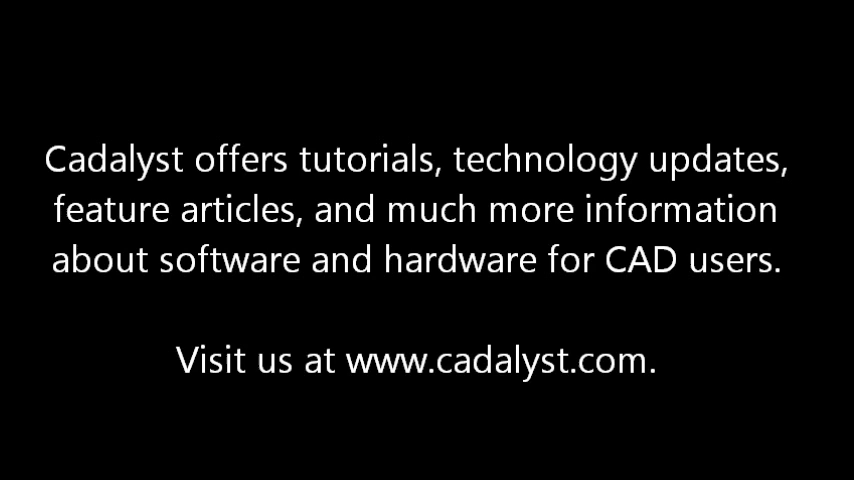 Cadalyst offers tutorials, technology updates,
feature articles, and much more information
about software and hardware for CAD users.
Visit us at www.cadalyst.com.